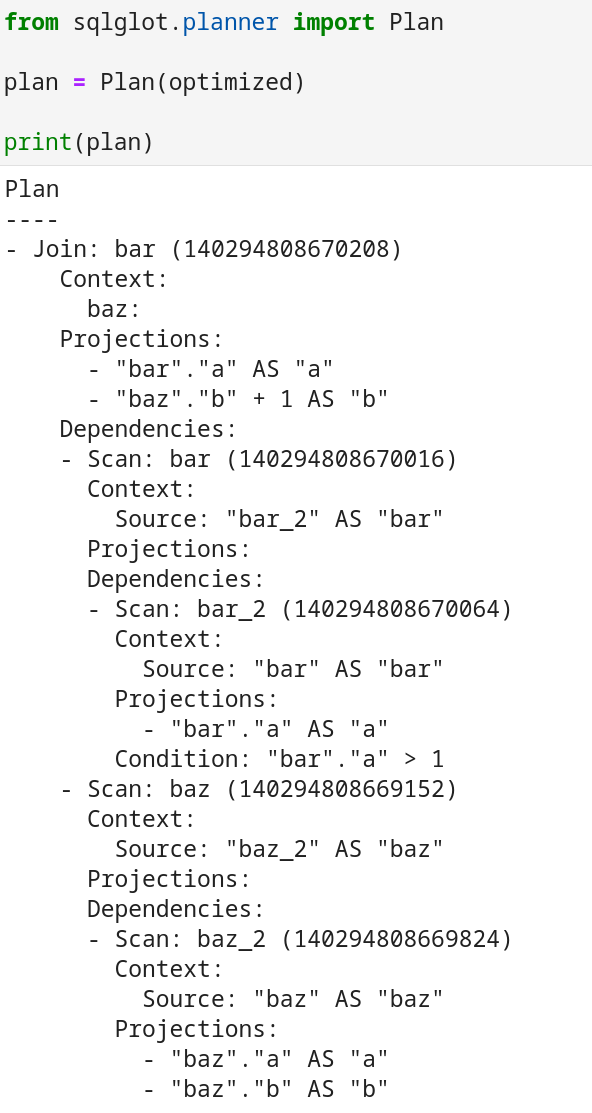 from sqlglot.planner import Plan
plan = Plan(optimized)
print(plan)
Plan
----
- Join: bar (140294808670208)
    Context:
      baz:
    Projections:
      - "bar"."a" AS "a"
      - "baz"."b" + 1 AS "b"
    Dependencies:
    - Scan: bar (140294808670016)
      Context:
        Source: "bar_2" AS "bar"
      Projections:
      Dependencies:
      - Scan: bar_2 (140294808670064)
        Context:
          Source: "bar" AS "bar"
        Projections:
          - "bar"."a" AS "a"
        Condition: "bar"."a" > 1
    - Scan: baz (140294808669152)
      Context:
        Source: "baz_2" AS "baz"
      Projections:
      Dependencies:
      - Scan: baz_2 (140294808669824)
        Context:
          Source: "baz" AS "baz"
        Projections:
          - "baz"."a" AS "a"
          - "baz"."b" AS "b"